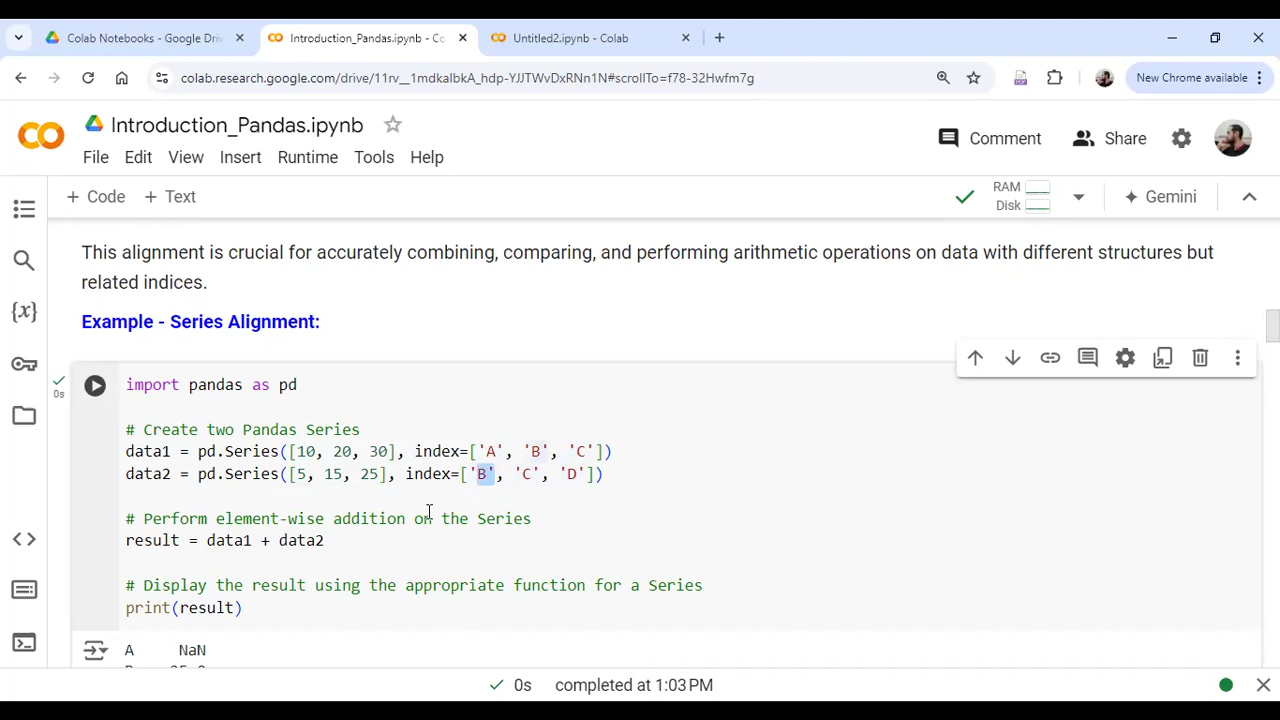 Colab Notebooks - Google Driv
Introduction_Pandas.ipynb - Co
Untitled2.ipynb - Colab
colab.research.google.com/drive/11rv__1mdkaIbkA_hdp-YJJTWvDxRNn1N#scrollTo=f78-32Hwfm7g
New Chrome available
Introduction_Pandas.ipynb
File Edit View Insert Runtime Tools Help
Comment Share
+ Code + Text
RAM
Disk
Gemini
This alignment is crucial for accurately combining, comparing, and performing arithmetic operations on data with different structures but
related indices.
Example - Series Alignment:
0s
import pandas as pd
# Create two Pandas Series
data1 = pd.Series([10, 20, 30], index=['A', 'B', 'C'])
data2 = pd.Series([5, 15, 25], index=['B', 'C', 'D'])
# Perform element-wise addition on the Series
result = data1 + data2
# Display the result using the appropriate function for a Series
print(result)
A NaN
0s completed at 1:03 PM